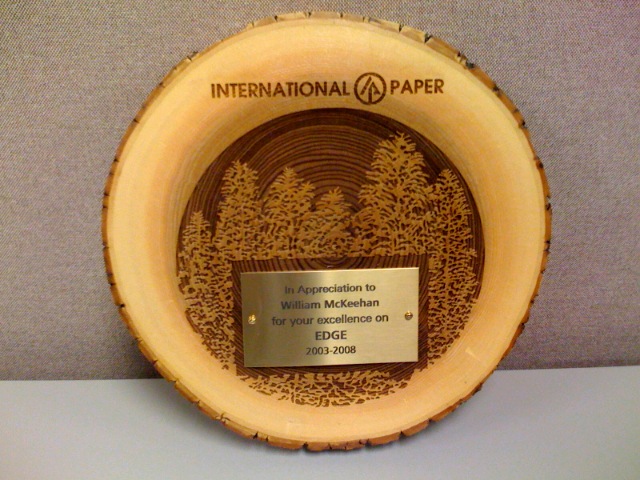 INTERNATIONAL PAPER
In Appreciation to
William McKeehan
for your excellence on
EDGE
2003-2008